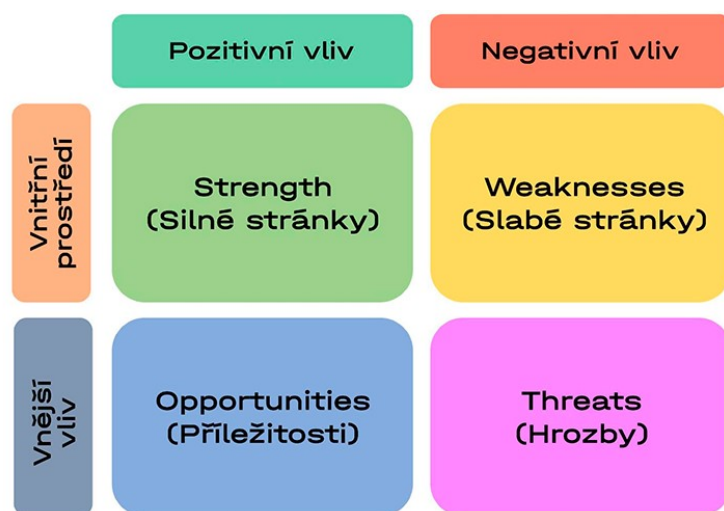 Pozitivní vliv
Negativní vliv
Vnitřní
prostředí
Strength
(Silné stránky)
Weaknesses
(Slabé stránky)
Vnější
vliv
Opportunities
(Příležitosti)
Threats
(Hrozby)